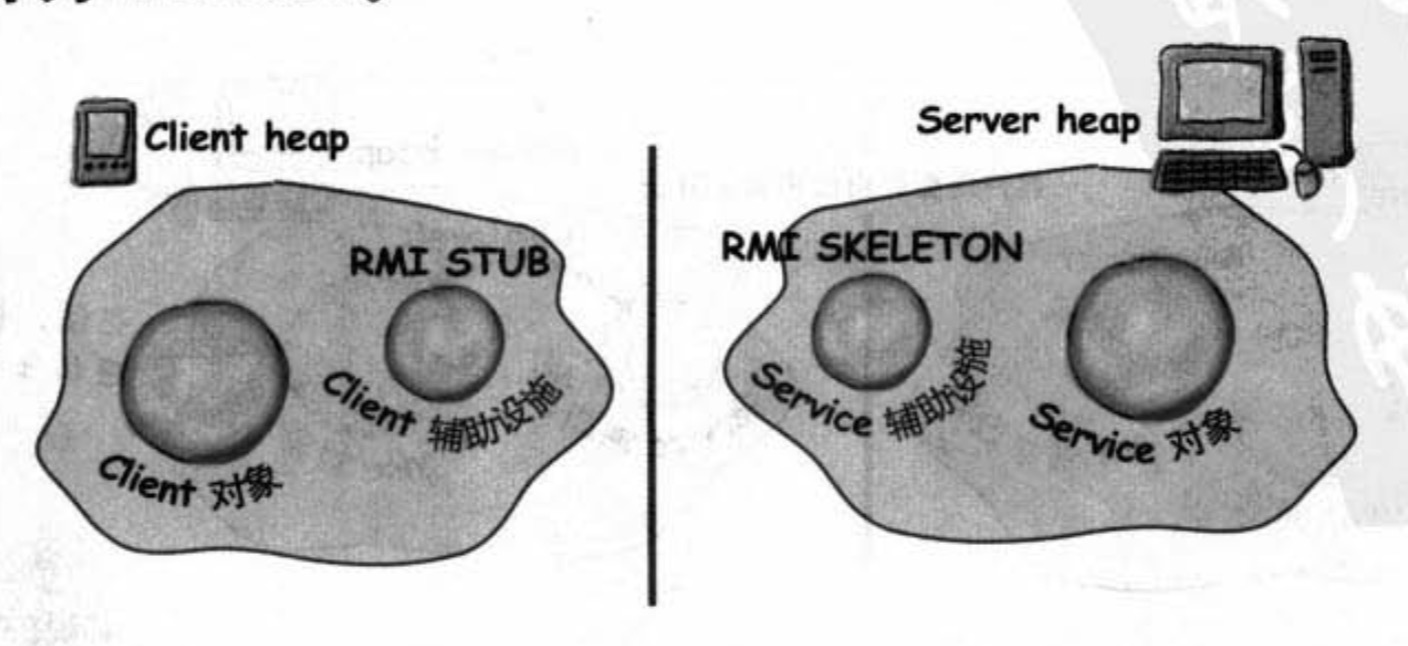 Client heap
RMI STUB
Client 对象
Client 辅助设施
Server heap
RMI SKELETON
Service 辅助设施
Service 对象